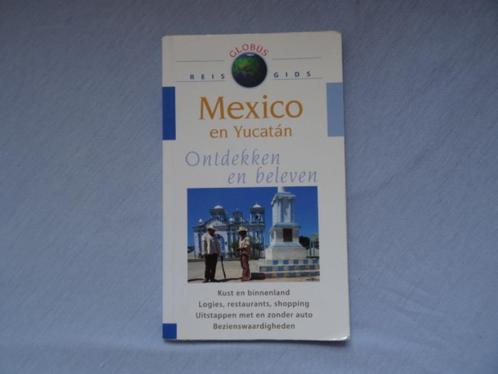 GLOBUS
REIS GIDS
Mexico
en Yucatán
Ontdekken
en beleven
Kust en binnenland
Logies, restaurants, shopping
Uitstappen met en zonder auto
Bezienswaardigheden